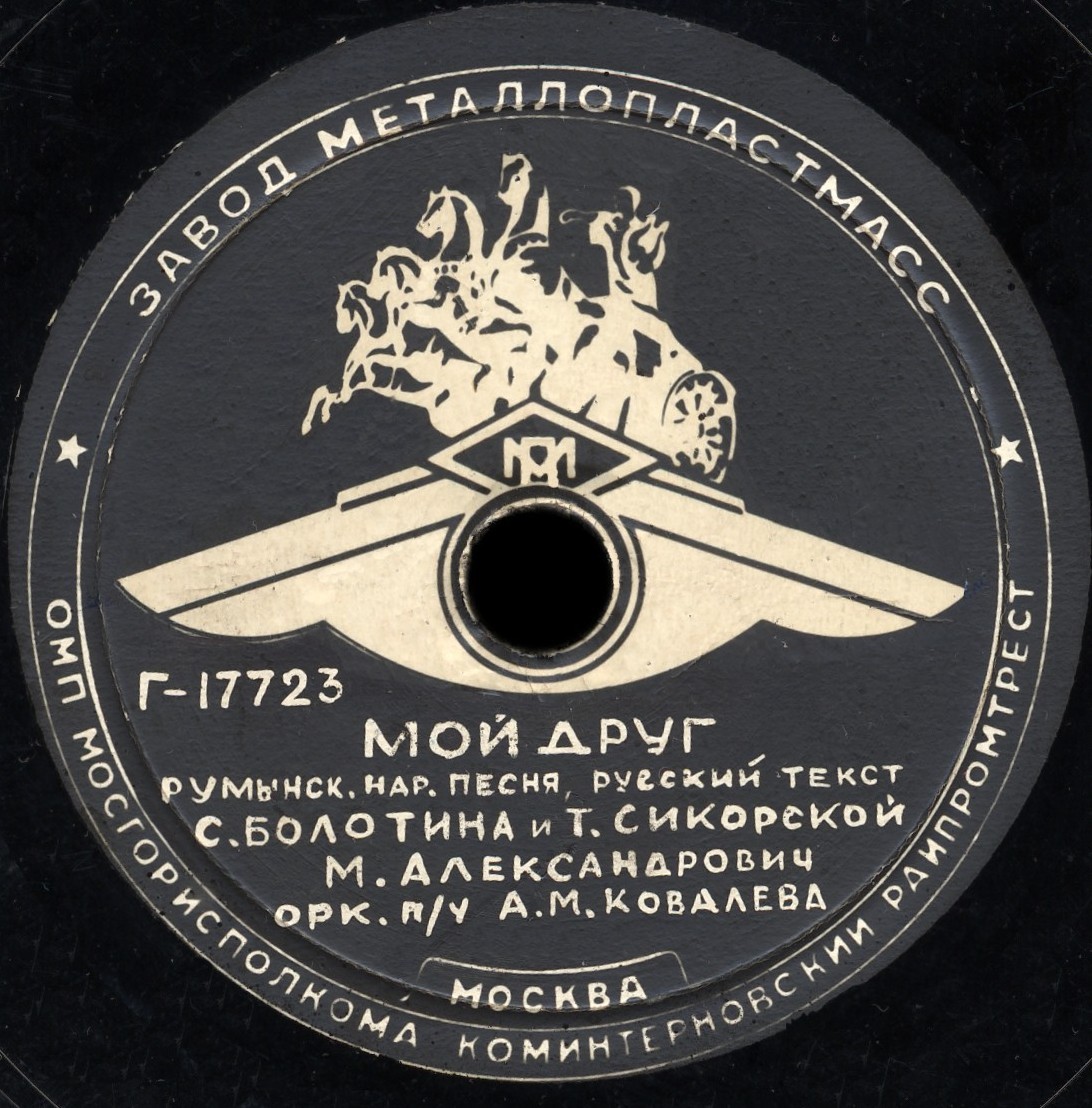 ЗАВОД МЕТАЛЛОПЛАСТМАСС
МПМ
Г-17723
МОЙ ДРУГ
РУМЫНСК. НАР. ПЕСНЯ, РУССКИЙ ТЕКСТ
С. БОЛОТИНА и Т. СИКОРСКОЙ
М. АЛЕКСАНДРОВИЧ
ОРК. П/У А.М. КОВАЛЕВА
МОСКВА
ОМП МОСГОРИСПОЛКОМА КОМИНТЕРНОВСКИЙ РАЙПРОМТРЕСТ